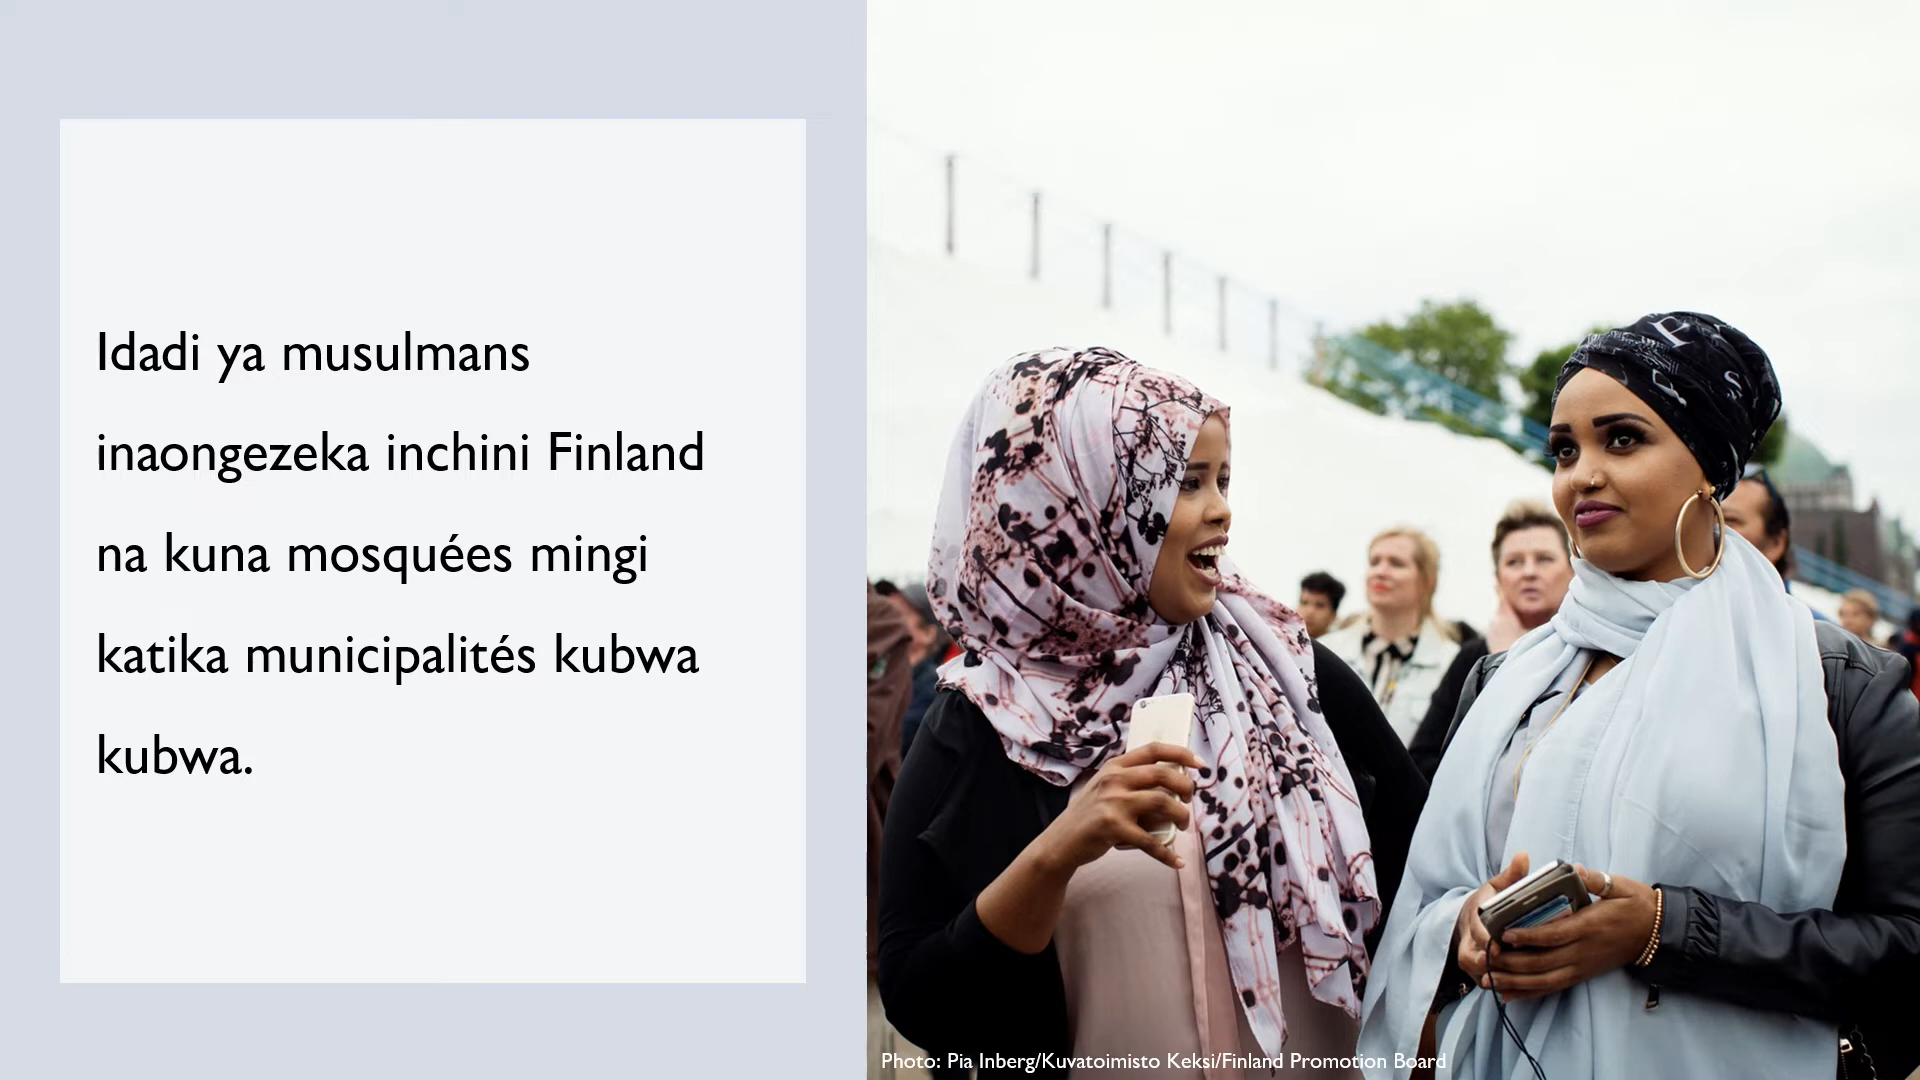 Idadi ya musulmans
inaongezeka inchini Finland
na kuna mosquées mingi
katika municipalités kubwa
kubwa.
Photo: Pia Inberg/Kuvatoimisto Keksi/Finland Promotion Board